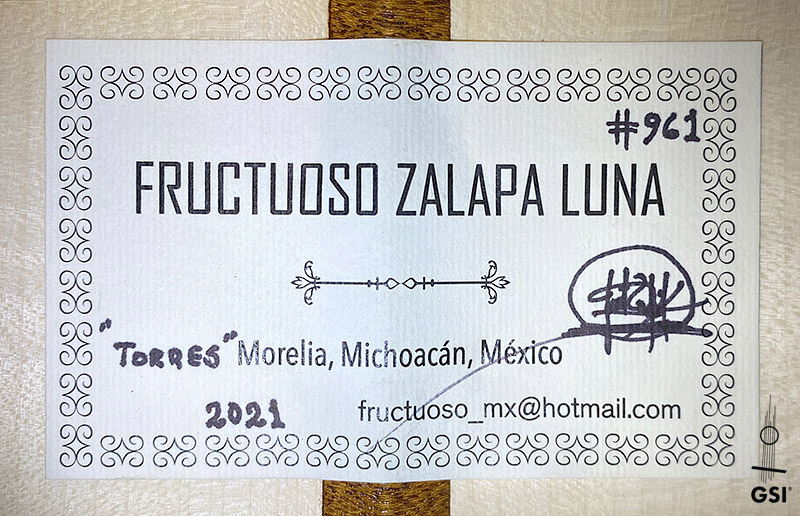 #961
FRUCTUOSO ZALAPA LUNA
"TORRES" Morelia, Michoacán, México
2021 fructuoso_mx@hotmail.com
GSI